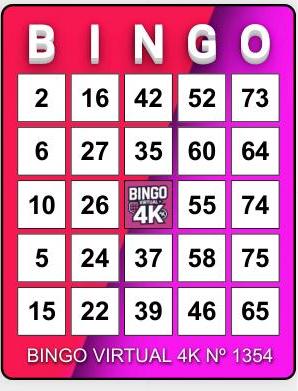 B I N G O
2 16 42 52 73
6 27 35 60 64
10 26 BINGO VIRTUAL 4K 55 74
5 24 37 58 75
15 22 39 46 65
BINGO VIRTUAL 4K Nº 1354